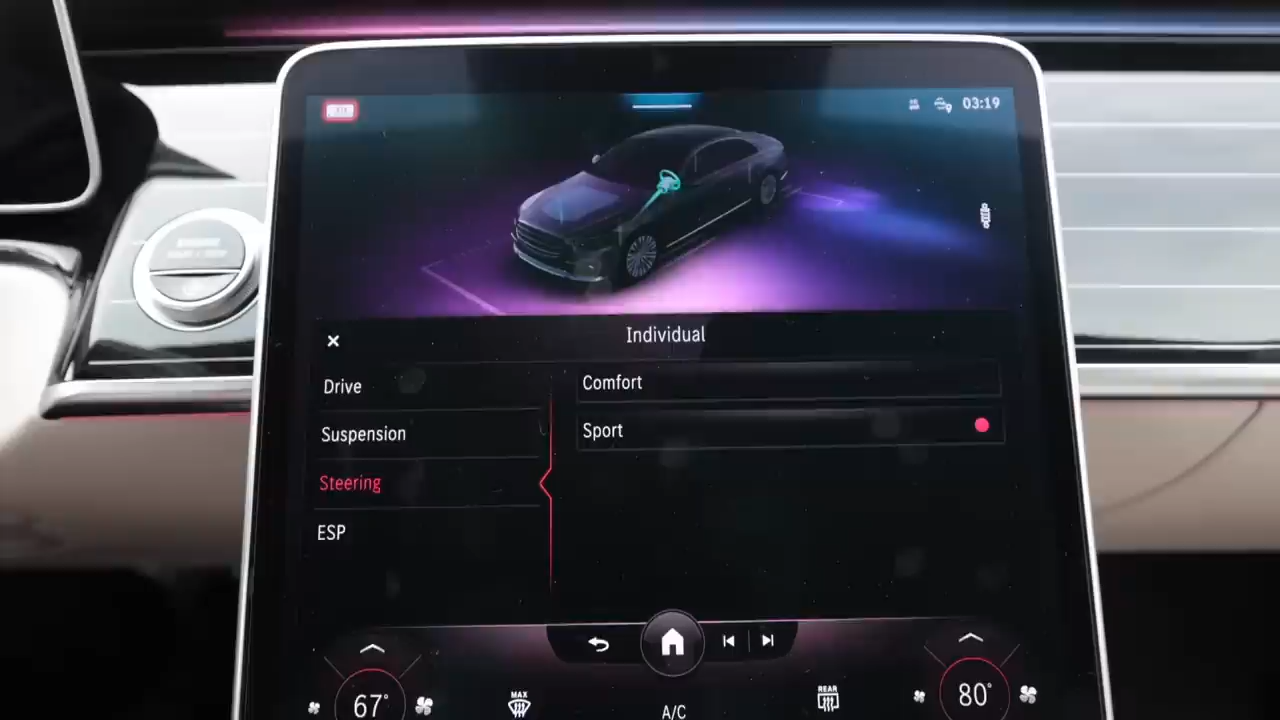 03:19
Individual
Drive
Comfort
Suspension
Sport
Steering
ESP
67°
MAX
A/C
REAR
80°